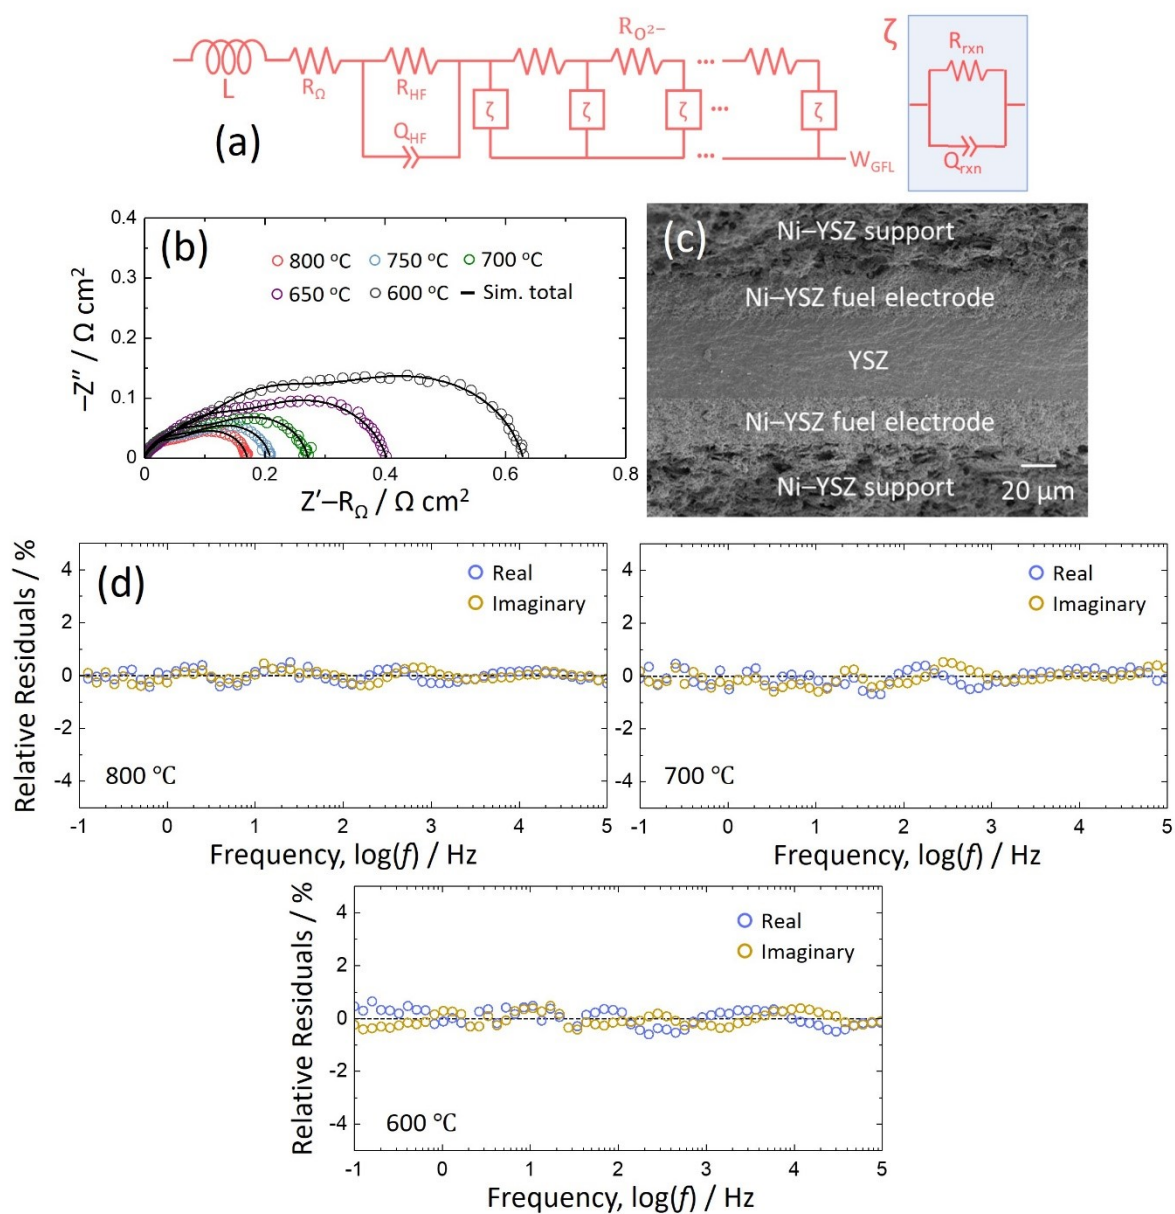 R_O²⁻
ζ
R_rxn
L
R_Ω
R_HF
...
ζ
ζ
ζ
...
ζ
Q_HF
(a)
...
W_GFL
Q_rxn
(b)
0.4
0.3
0.2
0.1
0
–Z″ / Ω cm²
800 °C
750 °C
700 °C
650 °C
600 °C
Sim. total
0
0.2
0.4
0.6
0.8
Z′–R_Ω / Ω cm²
(c)
Ni–YSZ support
Ni–YSZ fuel electrode
YSZ
Ni–YSZ fuel electrode
Ni–YSZ support
20 μm
(d)
Relative Residuals / %
4
2
0
-2
-4
Real
Imaginary
800 °C
-1 0 1 2 3 4 5
Frequency, log(f) / Hz
4
2
0
-2
-4
Real
Imaginary
700 °C
-1 0 1 2 3 4 5
Frequency, log(f) / Hz
Relative Residuals / %
4
2
0
-2
-4
Real
Imaginary
600 °C
-1 0 1 2 3 4 5
Frequency, log(f) / Hz